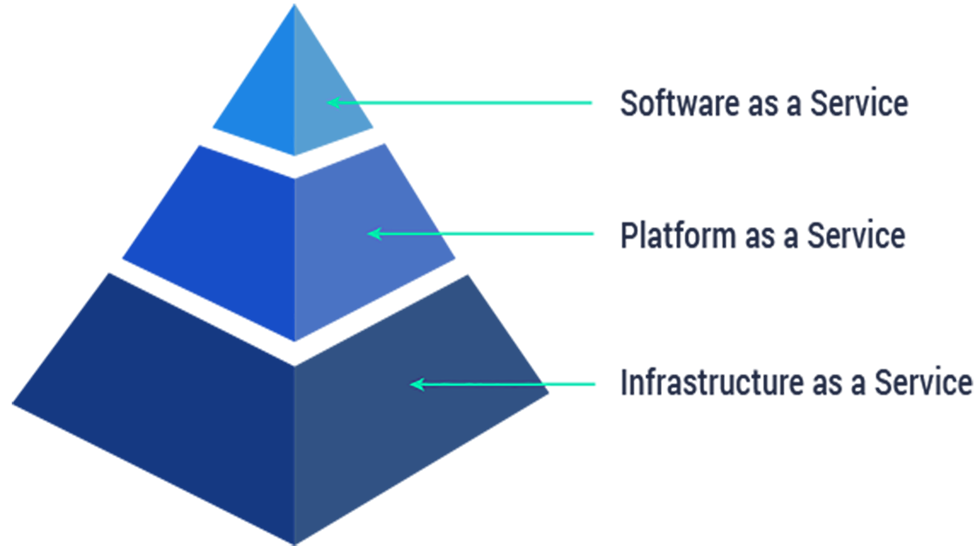 Software as a Service
Platform as a Service
Infrastructure as a Service